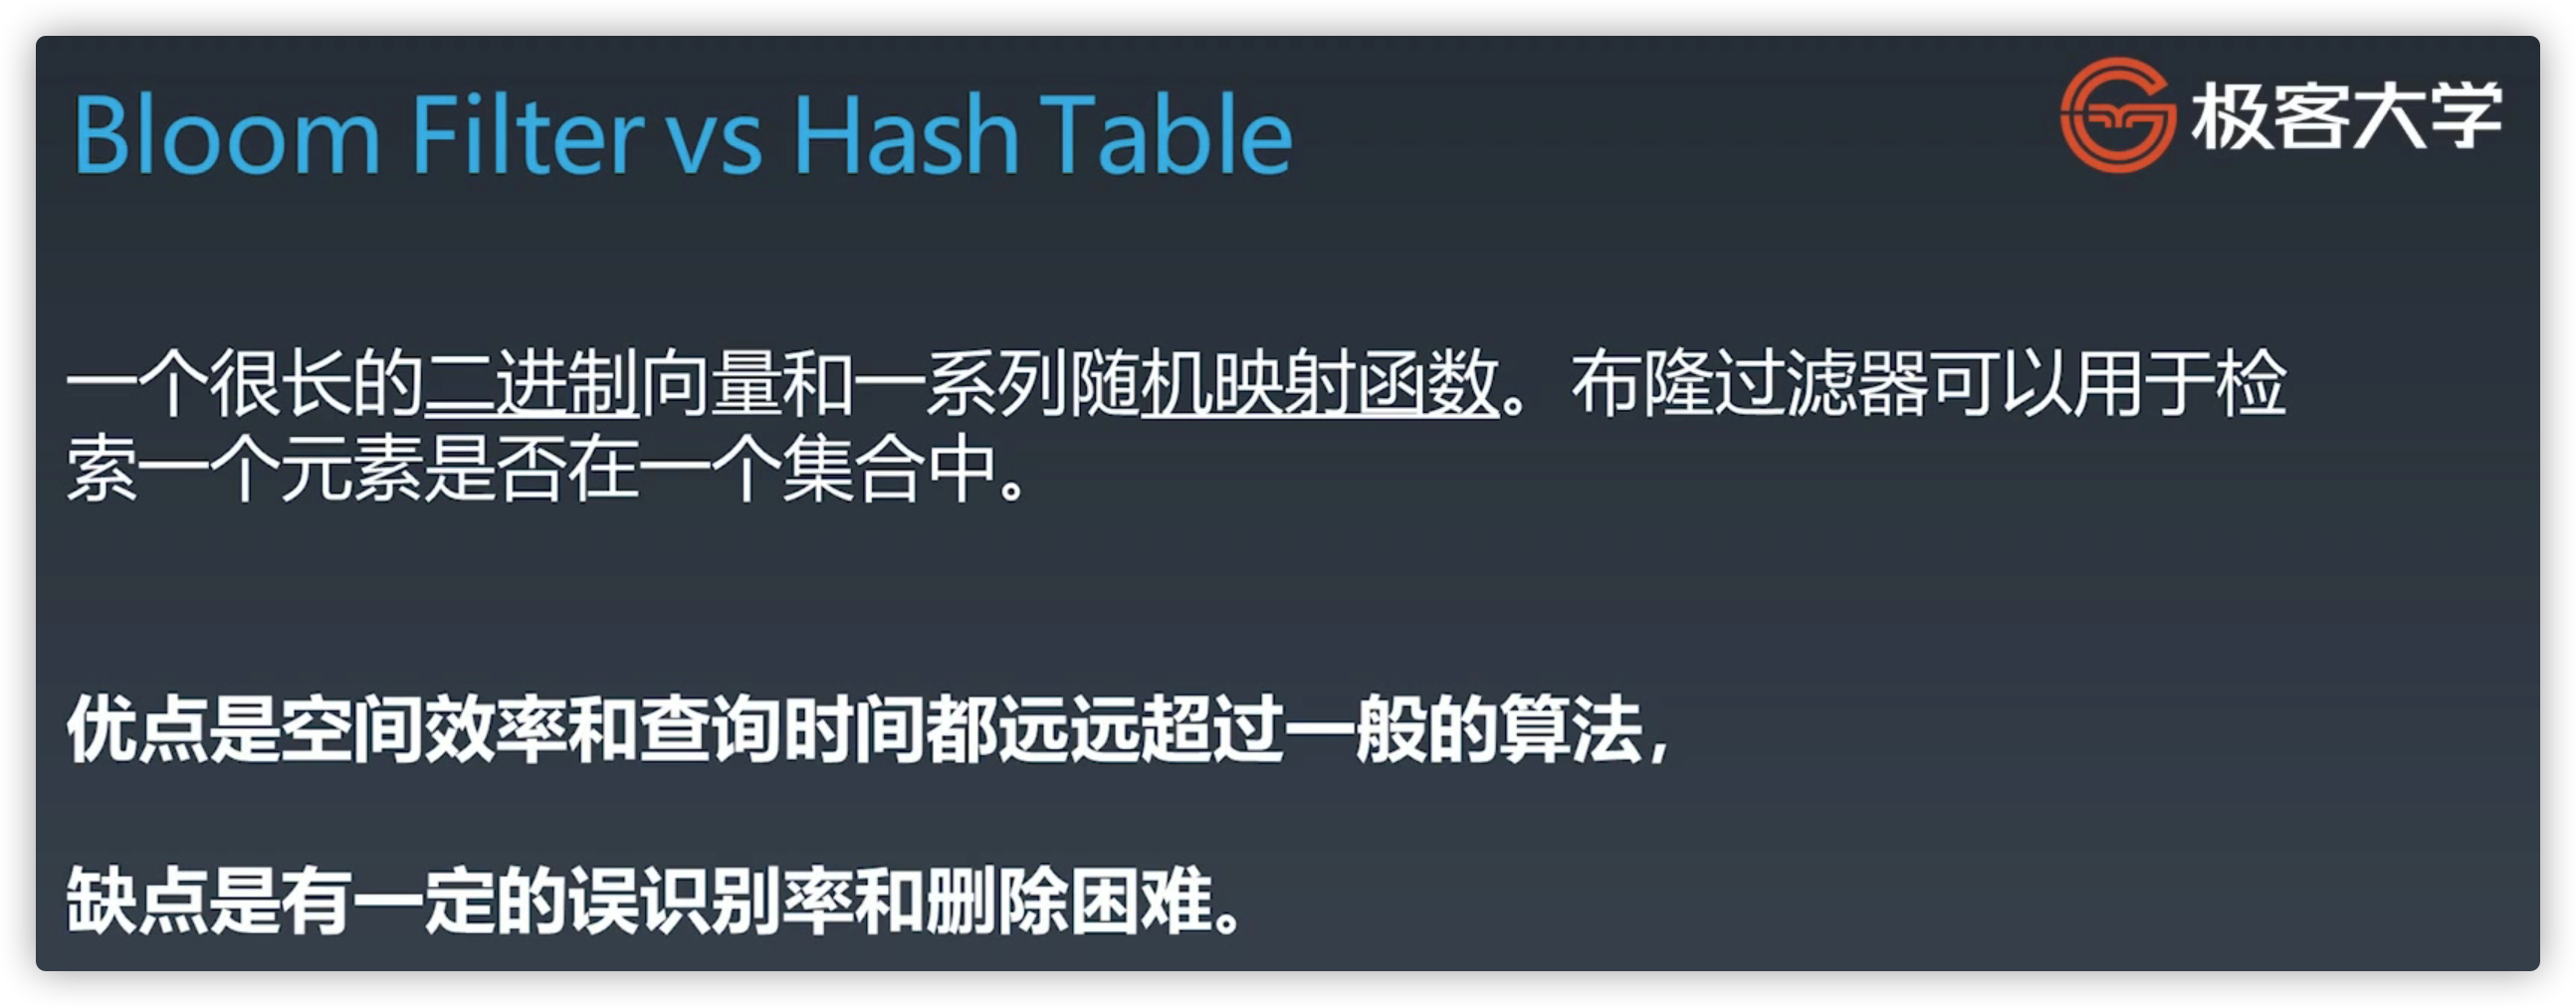 Bloom Filter vs Hash Table
极客大学
一个很长的二进制向量和一系列随机映射函数。布隆过滤器可以用于检
索一个元素是否在一个集合中。
优点是空间效率和查询时间都远远超过一般的算法，
缺点是有一定的误识别率和删除困难。